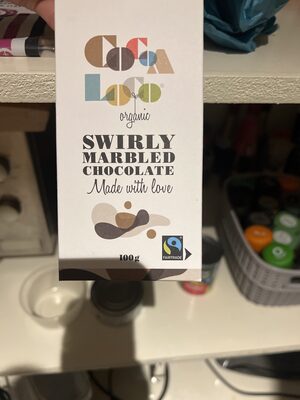 COCOA
LOCO
organic
SWIRLY
MARBLED
CHOCOLATE
Made with love
100g
FAIRTRADE